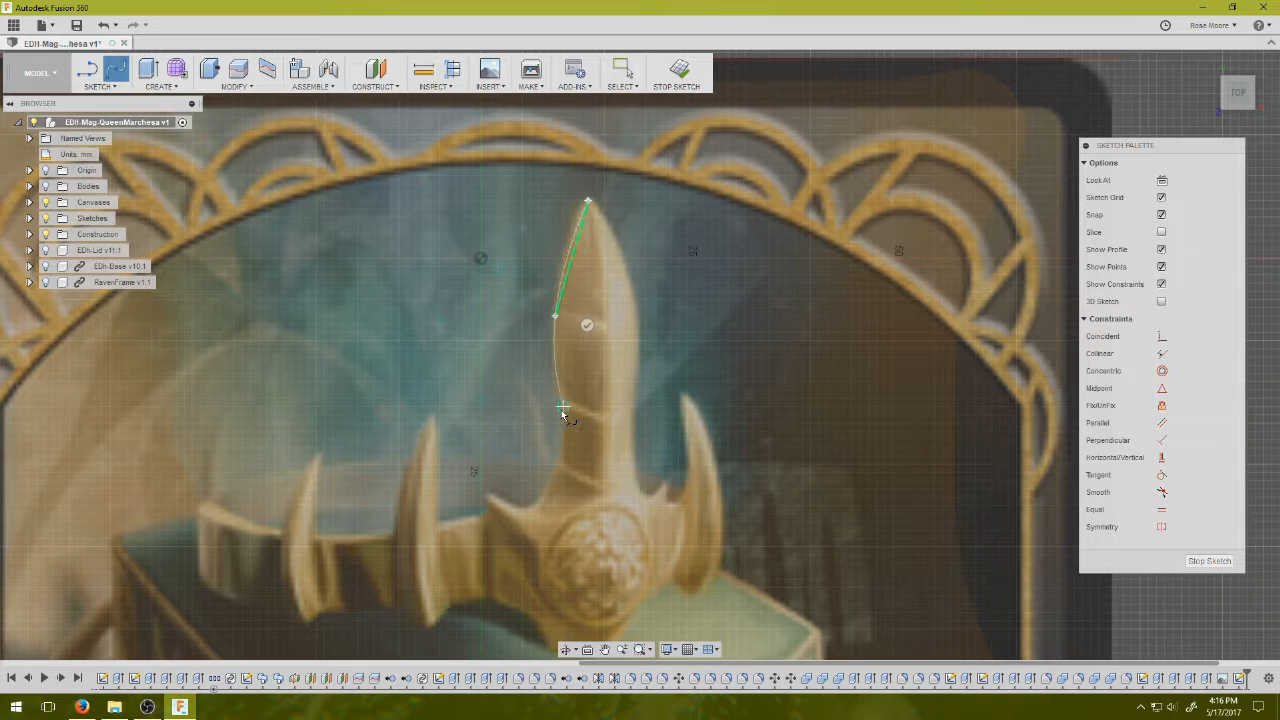 Autodesk Fusion 360
Rose Moore
EDH-Mag-...hesa v1*
MODEL
SKETCH
CREATE
MODIFY
ASSEMBLE
CONSTRUCT
INSPECT
INSERT
MAKE
ADD-INS
SELECT
STOP SKETCH
TOP
BROWSER
EDH-Mag-QueenMarchesa v1
Named Views
Units: mm
Origin
Bodies
Canvases
Sketches
Construction
EDh-Lid v11:1
EDh-Base v10:1
RavenFrame v1:1
25
50
25
SKETCH PALETTE
Options
Look At
Sketch Grid
Snap
Slice
Show Profile
Show Points
Show Constraints
3D Sketch
Constraints
Coincident
Collinear
Concentric
Midpoint
Fix/UnFix
Parallel
Perpendicular
Horizontal/Vertical
Tangent
Smooth
Equal
Symmetry
Stop Sketch
4:16 PM
5/17/2017